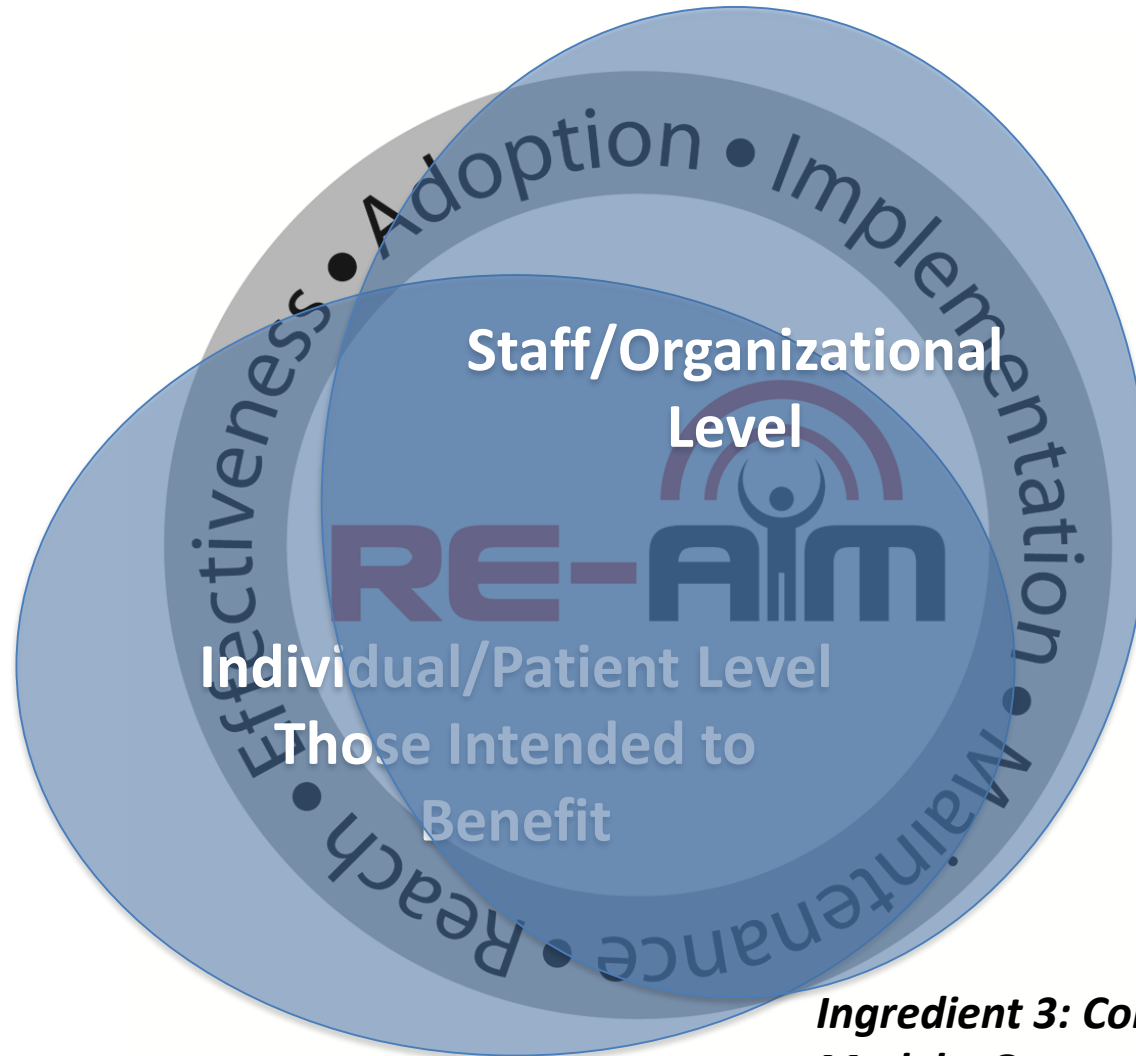 Reach • Effectiveness • Adoption • Implementation • Maintenance •
Staff/Organizational
Level
RE-AIM
Individual/Patient Level
Those Intended to
Benefit
Ingredient 3: